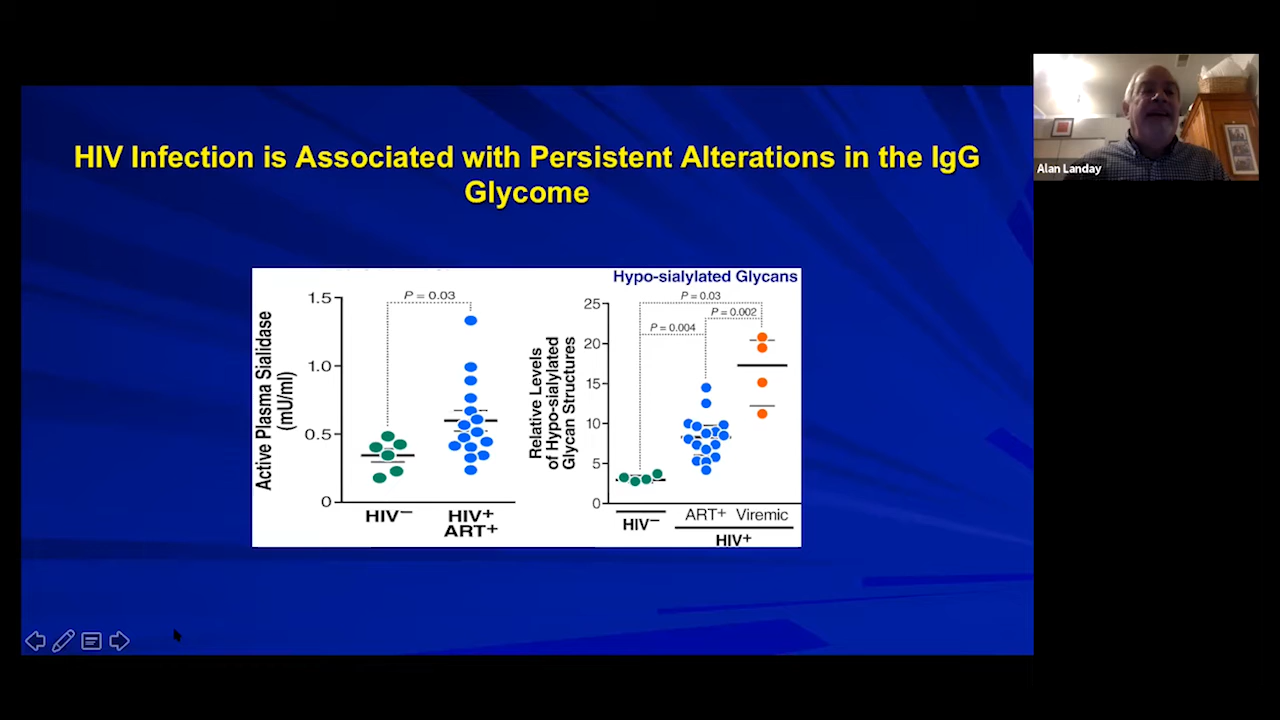 HIV Infection is Associated with Persistent Alterations in the IgG
Glycome
Active Plasma Sialidase
(mU/ml)
1.5
1.0
0.5
0
P = 0.03
HIV−
HIV+
ART+
Hypo-sialylated Glycans
Relative Levels
of Hypo-sialylated
Glycan Structures
25
20
15
10
5
0
P = 0.03
P = 0.002
P = 0.004
HIV−
ART+ Viremic
HIV+
Alan Landay